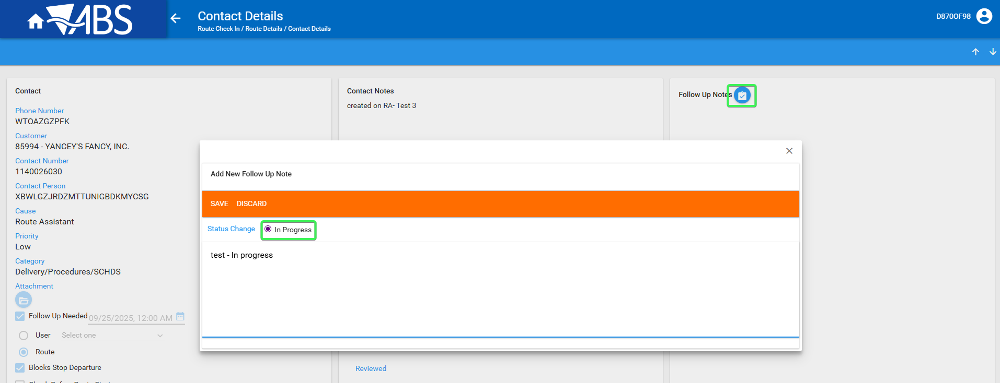 ABS
Contact Details
Route Check In / Route Details / Contact Details
D870OF98
Contact
Phone Number
WTOAZGZPFK
Customer
85994 - YANCEY'S FANCY, INC.
Contact Number
1140026030
Contact Person
XBWLGZJRDZMTTUNIGBDKMYCSG
Cause
Route Assistant
Priority
Low
Category
Delivery/Procedures/SCHDS
Attachment
Follow Up Needed 09/25/2025, 12:00 AM
User Select one
Route
Blocks Stop Departure
Contact Notes
created on RA- Test 3
Follow Up Notes
Add New Follow Up Note
SAVE DISCARD
Status Change In Progress
test - In progress
Reviewed